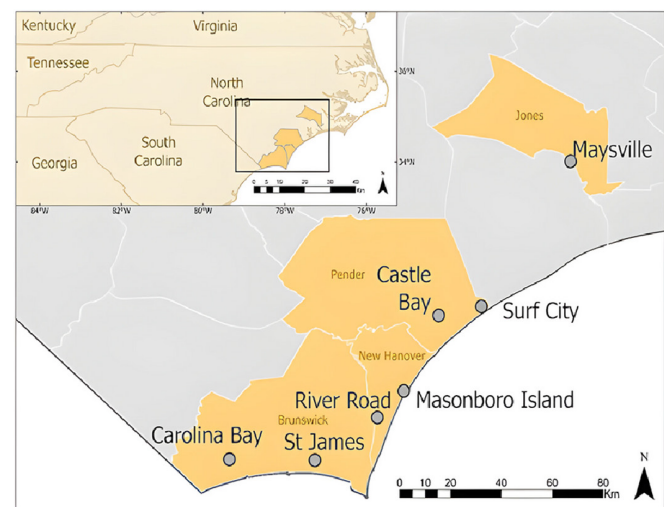 Kentucky
Virginia
Tennessee
North
Carolina
South
Carolina
Georgia
36°N
34°N
84°W
82°W
80°W
78°W
76°W
0 5 10 20 30 40
Km
N
Jones
Maysville
Pender
Castle
Bay
Surf City
New Hanover
River Road
Masonboro Island
Brunswick
Carolina Bay
St James
N
0 10 20 40 60 80
Km